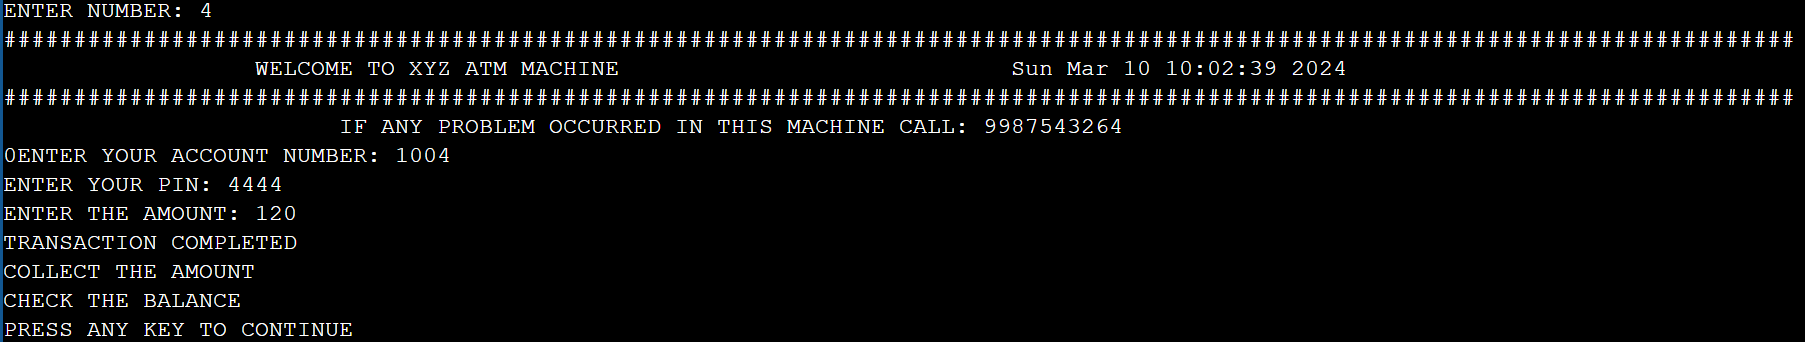 ENTER NUMBER: 4
################################################################################################################################
WELCOME TO XYZ ATM MACHINE                            Sun Mar 10 10:02:39 2024
################################################################################################################################
IF ANY PROBLEM OCCURRED IN THIS MACHINE CALL: 9987543264
0ENTER YOUR ACCOUNT NUMBER: 1004
ENTER YOUR PIN: 4444
ENTER THE AMOUNT: 120
TRANSACTION COMPLETED
COLLECT THE AMOUNT
CHECK THE BALANCE
PRESS ANY KEY TO CONTINUE